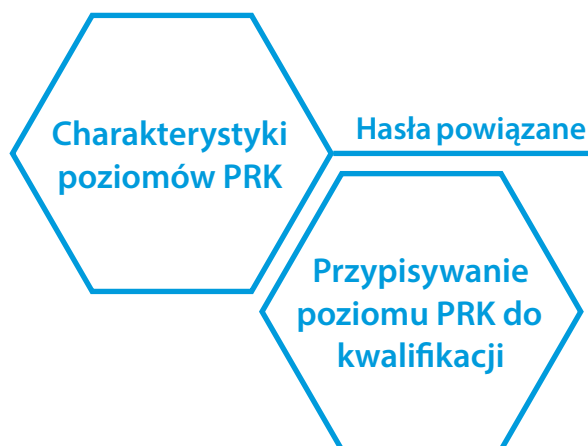 Charakterystyki
poziomów PRK
Hasła powiązane
Przypisywanie
poziomu PRK do
kwalifikacji